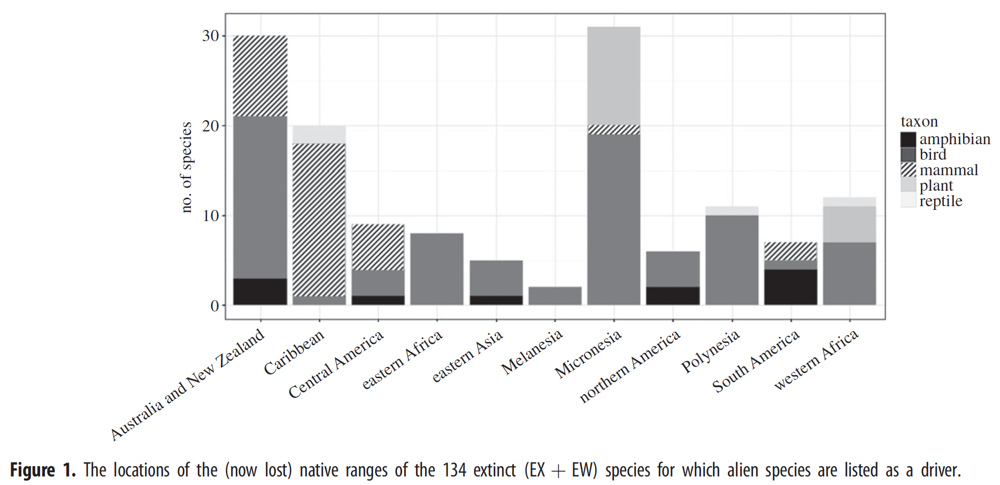 30
20
10
0
no. of species
taxon
amphibian
bird
mammal
plant
reptile
Australia and New Zealand
Caribbean
Central America
eastern Africa
eastern Asia
Melanesia
Micronesia
northern America
Polynesia
South America
western Africa
Figure 1. The locations of the (now lost) native ranges of the 134 extinct (EX + EW) species for which alien species are listed as a driver.